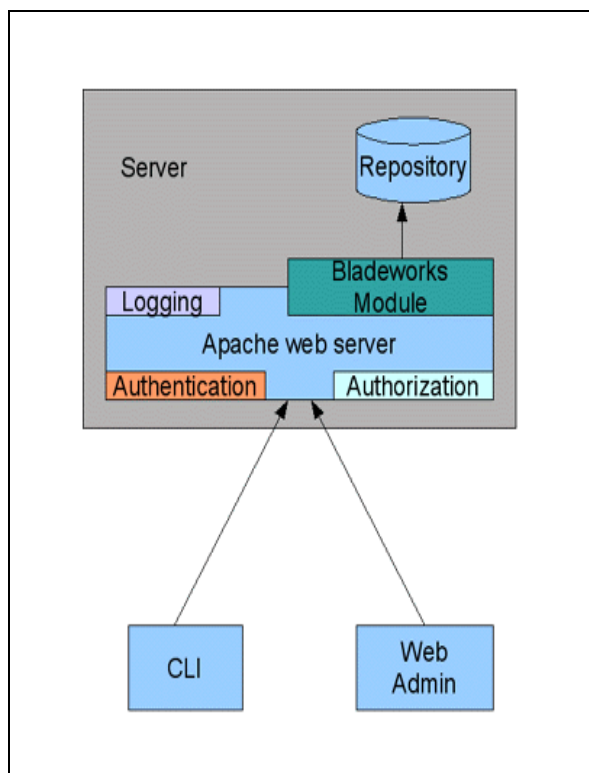 Server
Repository
Bladeworks
Module
Logging
Apache web server
Authentication
Authorization
CLI
Web
Admin